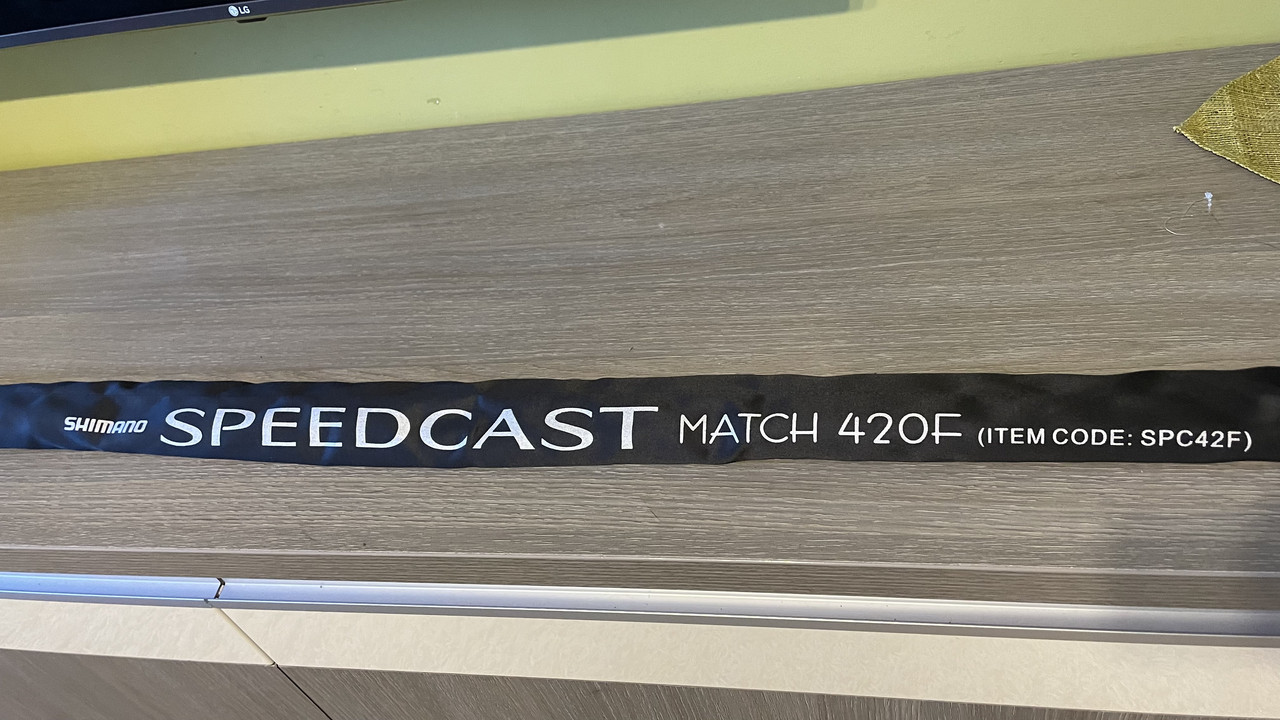 LG
SHIMANO SPEEDCAST MATCH 420F (ITEM CODE: SPC42F)